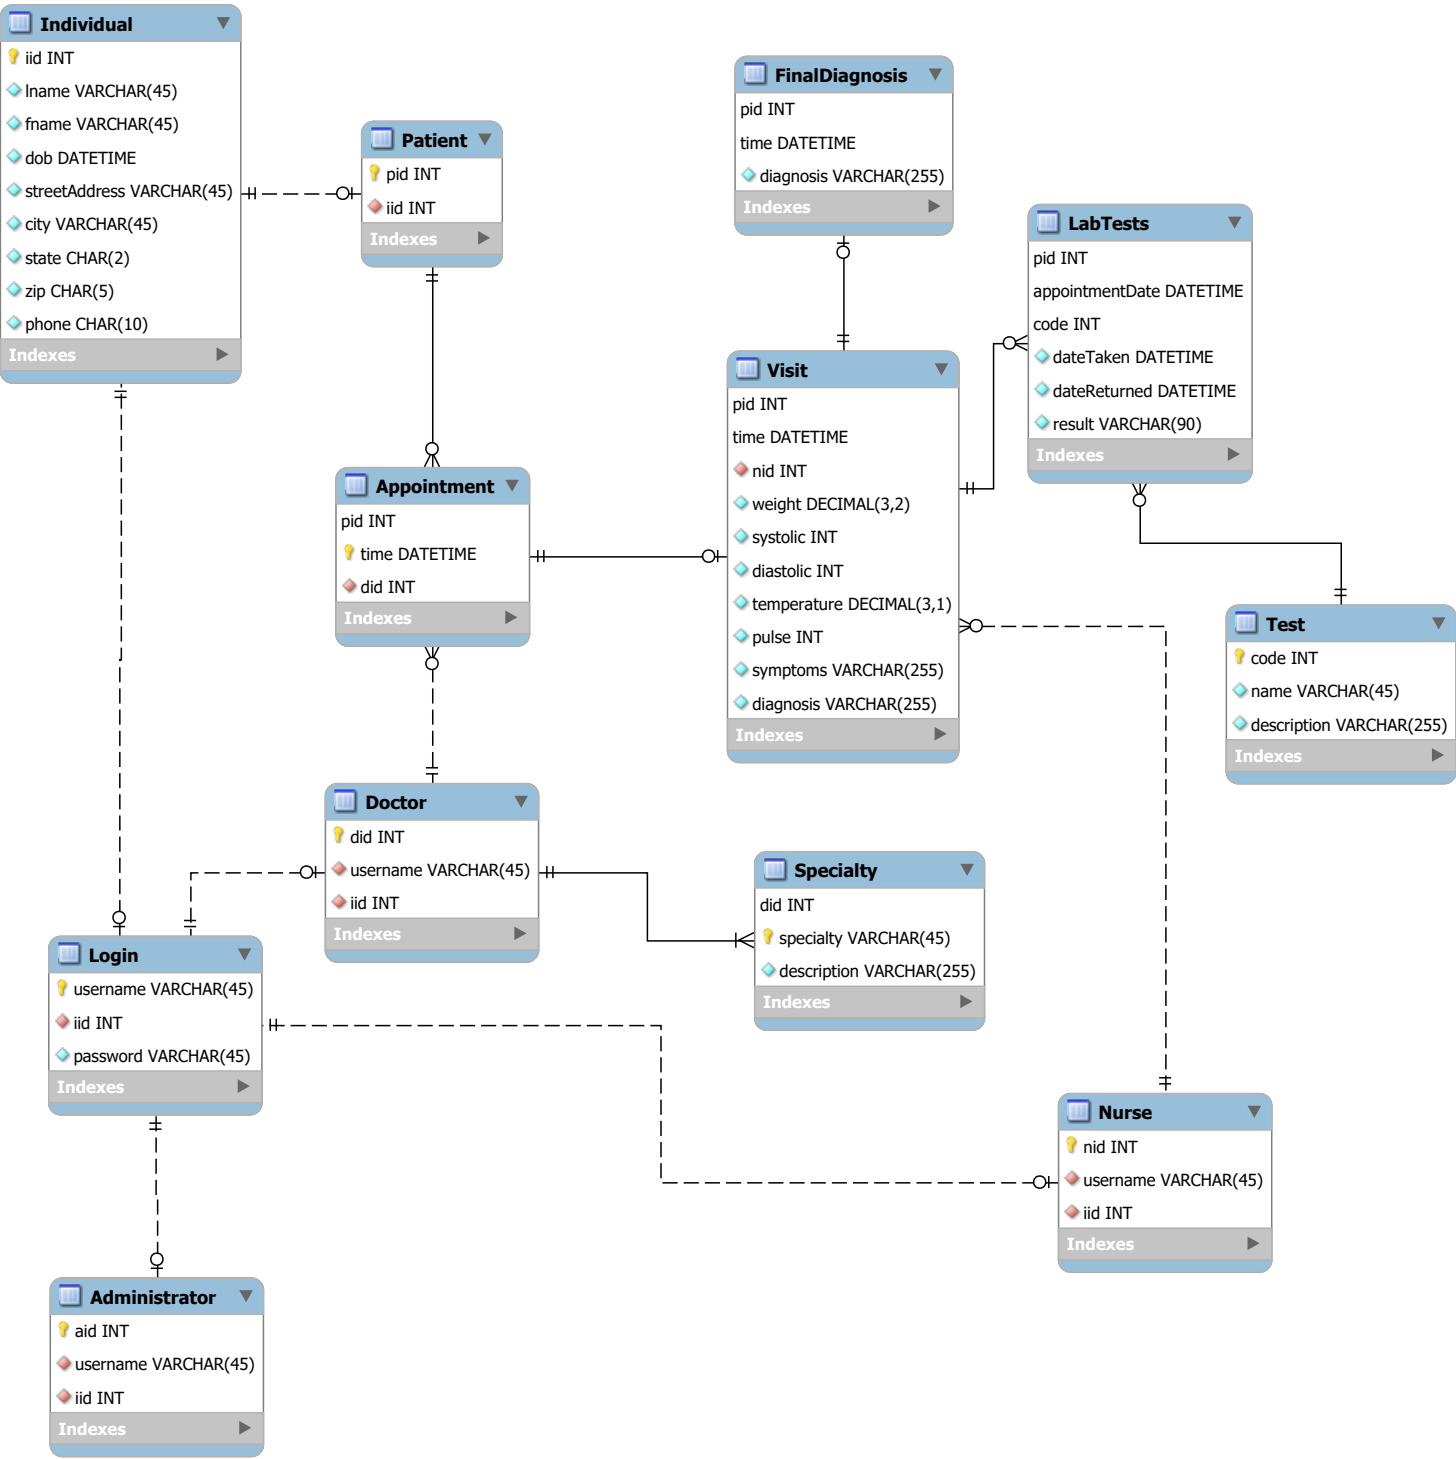 Individual
iid INT
lname VARCHAR(45)
fname VARCHAR(45)
dob DATETIME
streetAddress VARCHAR(45)
city VARCHAR(45)
state CHAR(2)
zip CHAR(5)
phone CHAR(10)
Indexes
Patient
pid INT
iid INT
Indexes
FinalDiagnosis
pid INT
time DATETIME
diagnosis VARCHAR(255)
Indexes
LabTests
pid INT
appointmentDate DATETIME
code INT
dateTaken DATETIME
dateReturned DATETIME
result VARCHAR(90)
Indexes
Visit
pid INT
time DATETIME
nid INT
weight DECIMAL(3,2)
systolic INT
diastolic INT
temperature DECIMAL(3,1)
pulse INT
symptoms VARCHAR(255)
diagnosis VARCHAR(255)
Indexes
Appointment
pid INT
time DATETIME
did INT
Indexes
Test
code INT
name VARCHAR(45)
description VARCHAR(255)
Indexes
Doctor
did INT
username VARCHAR(45)
iid INT
Indexes
Specialty
did INT
specialty VARCHAR(45)
description VARCHAR(255)
Indexes
Login
username VARCHAR(45)
iid INT
password VARCHAR(45)
Indexes
Nurse
nid INT
username VARCHAR(45)
iid INT
Indexes
Administrator
aid INT
username VARCHAR(45)
iid INT
Indexes